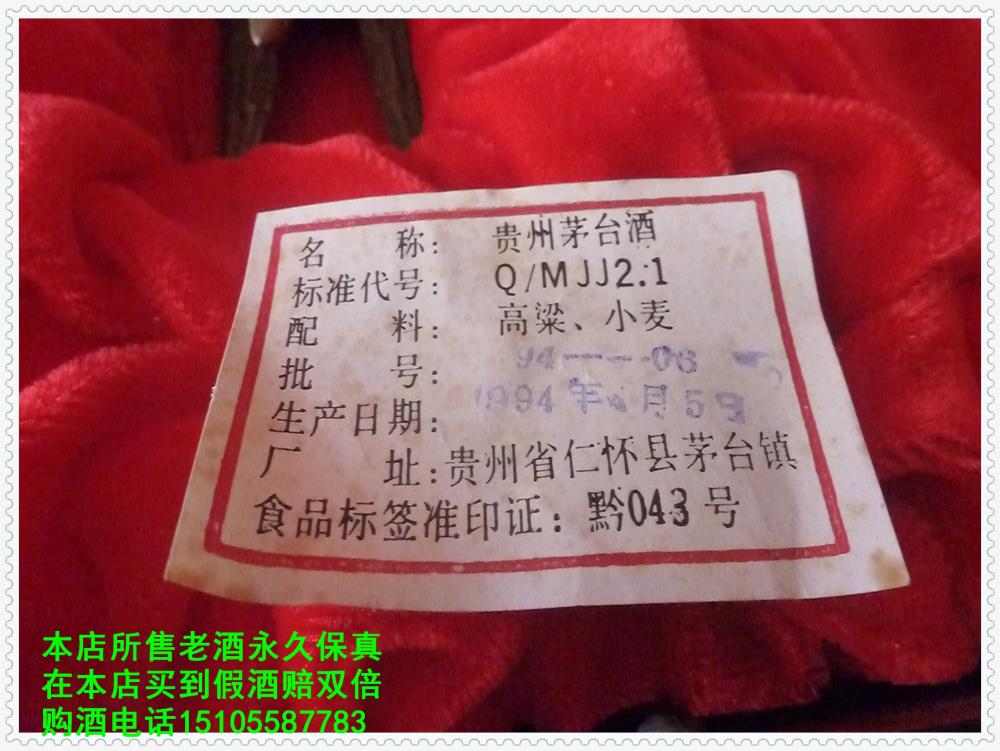 名 称： 贵州茅台酒
标准代号： Q/MJJ2.1
配 料： 高粱、小麦
批 号： 94----06
生产日期： 1994年 月5日
厂 址：贵州省仁怀县茅台镇
食品标签准印证：黔043号
本店所售老酒永久保真
在本店买到假酒赔双倍
购酒电话15105587783